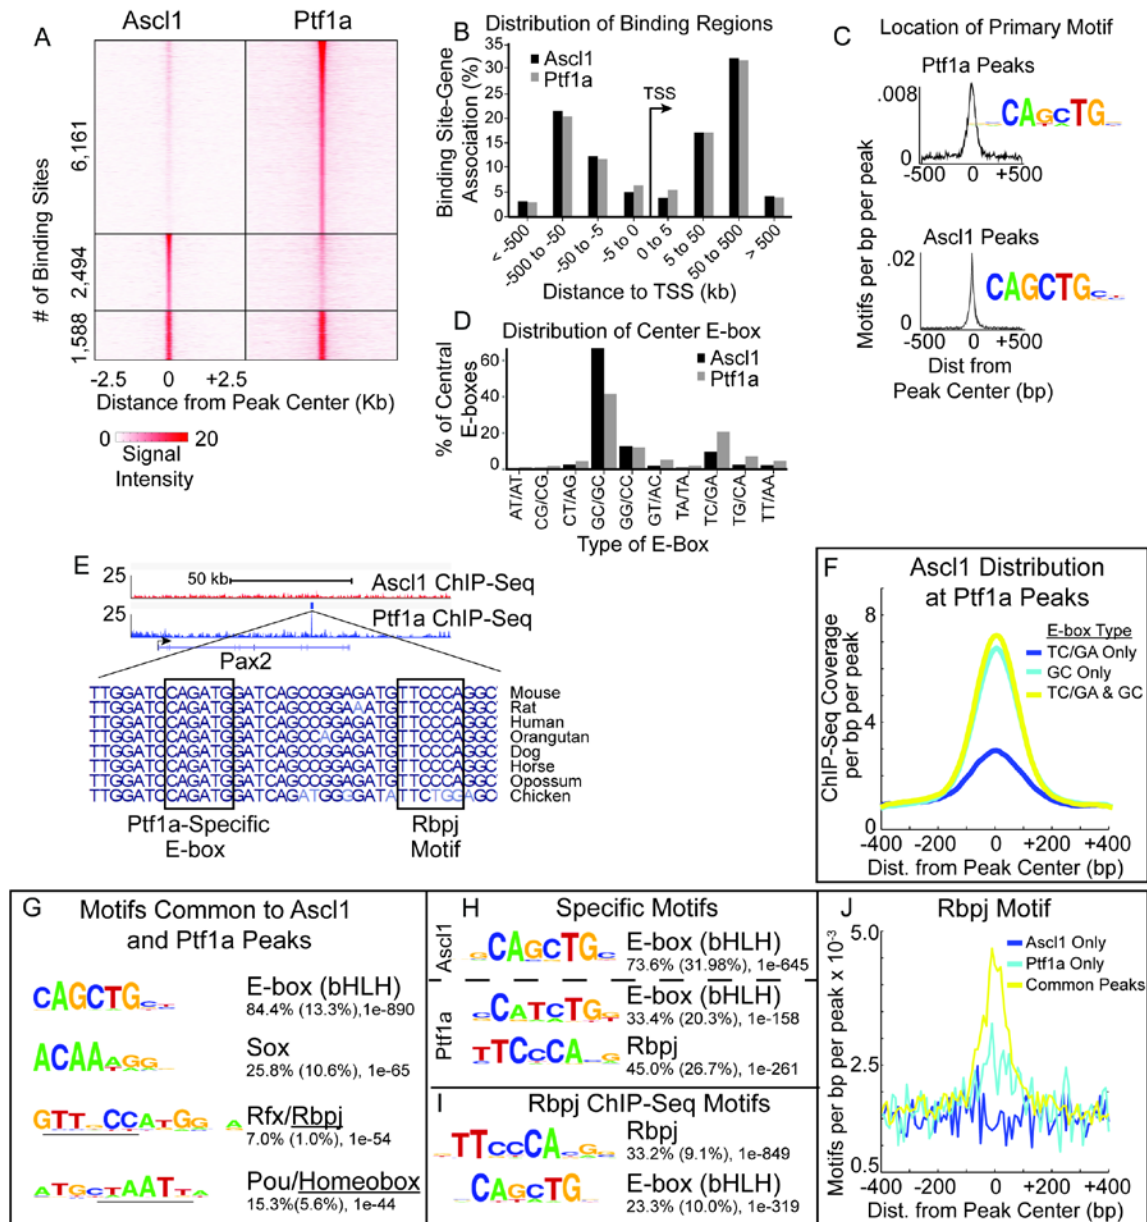 A
Ascl1 Ptf1a
# of Binding Sites
6,161
2,494
1,588
-2.5 0 +2.5
Distance from Peak Center (Kb)
0 20
Signal
Intensity
B Distribution of Binding Regions
Binding Site-Gene
Association (%)
35
30
25
20
15
10
5
0
Ascl1
Ptf1a
TSS
< -500
-500 to -50
-50 to -5
-5 to 0
0 to 5
5 to 50
50 to 500
> 500
Distance to TSS (kb)
C Location of Primary Motif
Motifs per bp per peak
Ptf1a Peaks
.008
0
-500 0 +500
CAGCTG
Ascl1 Peaks
.02
0
-500 0 +500
CAGCTG
Dist from
Peak Center (bp)
D Distribution of Center E-box
% of Central
E-boxes
60
40
20
0
Ascl1
Ptf1a
AT/AT
CG/CG
CT/AG
GC/GC
GG/CC
GT/AC
TA/TA
TC/GA
TG/CA
TT/AA
Type of E-Box
E
25
50 kb
Ascl1 ChIP-Seq
25
Ptf1a ChIP-Seq
Pax2
TTGGATCCAGATGGATCAGCCGGAGATGTTCCCAGGC Mouse
TTGGATCCAGATGGATCAGCCGGAAATGTTCCCAGGC Rat
TTGGATCCAGATGGATCAGCCGGAGATGTTCCCAGGC Human
TTGGATCCAGATGGATCAGCCAGAGATGTTCCCAGGC Orangutan
TTGGATCCAGATGGATCAGCCGGAGATGTTCCCAGGC Dog
TTGGATCCAGATGGATCAGCCGGAGATGTTCCCAGGC Horse
TTGGATCCAGATGGATCAGCCGGAGATGTTCCCAGGC Opossum
TTGGATCCAGATGGATCAGATGGGGATATTCTGGAGC Chicken
Ptf1a-Specific
E-box
Rbpj
Motif
F Ascl1 Distribution
at Ptf1a Peaks
ChIP-Seq Coverage
per bp per peak
8
4
0
E-box Type
TC/GA Only
GC Only
TC/GA & GC
-400 -200 0 +200 +400
Dist. from Peak Center (bp)
G Motifs Common to Ascl1
and Ptf1a Peaks
CAGCTG
E-box (bHLH)
84.4% (13.3%),1e-890
ACAAAGG
Sox
25.8% (10.6%), 1e-65
Rfx/Rbpj
7.0% (1.0%), 1e-54
ATGCTAATTA
Pou/Homeobox
15.3%(5.6%), 1e-44
H Specific Motifs
Ascl1
CAGCTG
E-box (bHLH)
73.6% (31.98%), 1e-645
Ptf1a
CATCTG
E-box (bHLH)
33.4% (20.3%), 1e-158
TTCCCA
Rbpj
45.0% (26.7%), 1e-261
I Rbpj ChIP-Seq Motifs
TTCCCA
Rbpj
33.2% (9.1%), 1e-849
CAGCTG
E-box (bHLH)
23.3% (10.0%), 1e-319
J Rbpj Motif
Motifs per bp per peak x 10-3
5.0
2.5
0.5
Ascl1 Only
Ptf1a Only
Common Peaks
-400 -200 0 +200 +400
Dist. from Peak Center (bp)